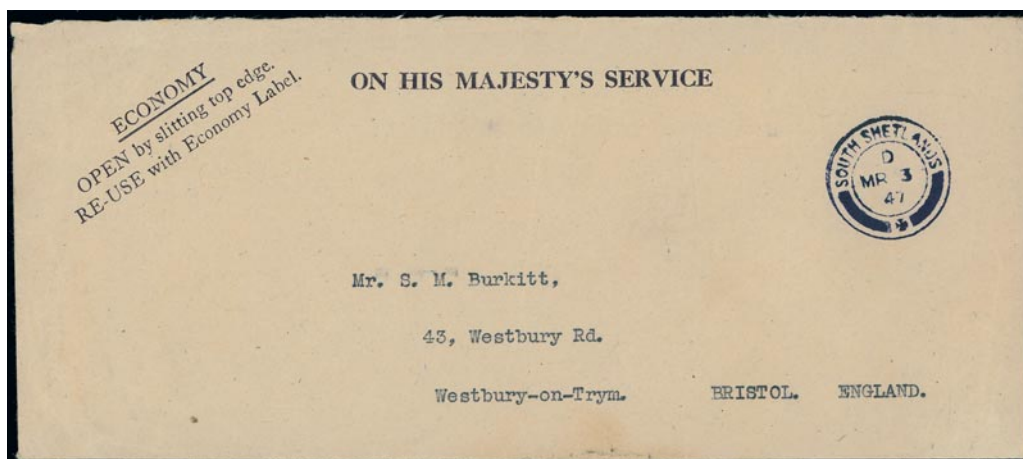 ECONOMY
OPEN by slitting top edge.
RE-USE with Economy Label.
ON HIS MAJESTY'S SERVICE
SOUTH SHETLANDS
D
MR 3
47
Mr. S. M. Burkitt,
43, Westbury Rd.
Westbury-on-Trym. BRISTOL. ENGLAND.